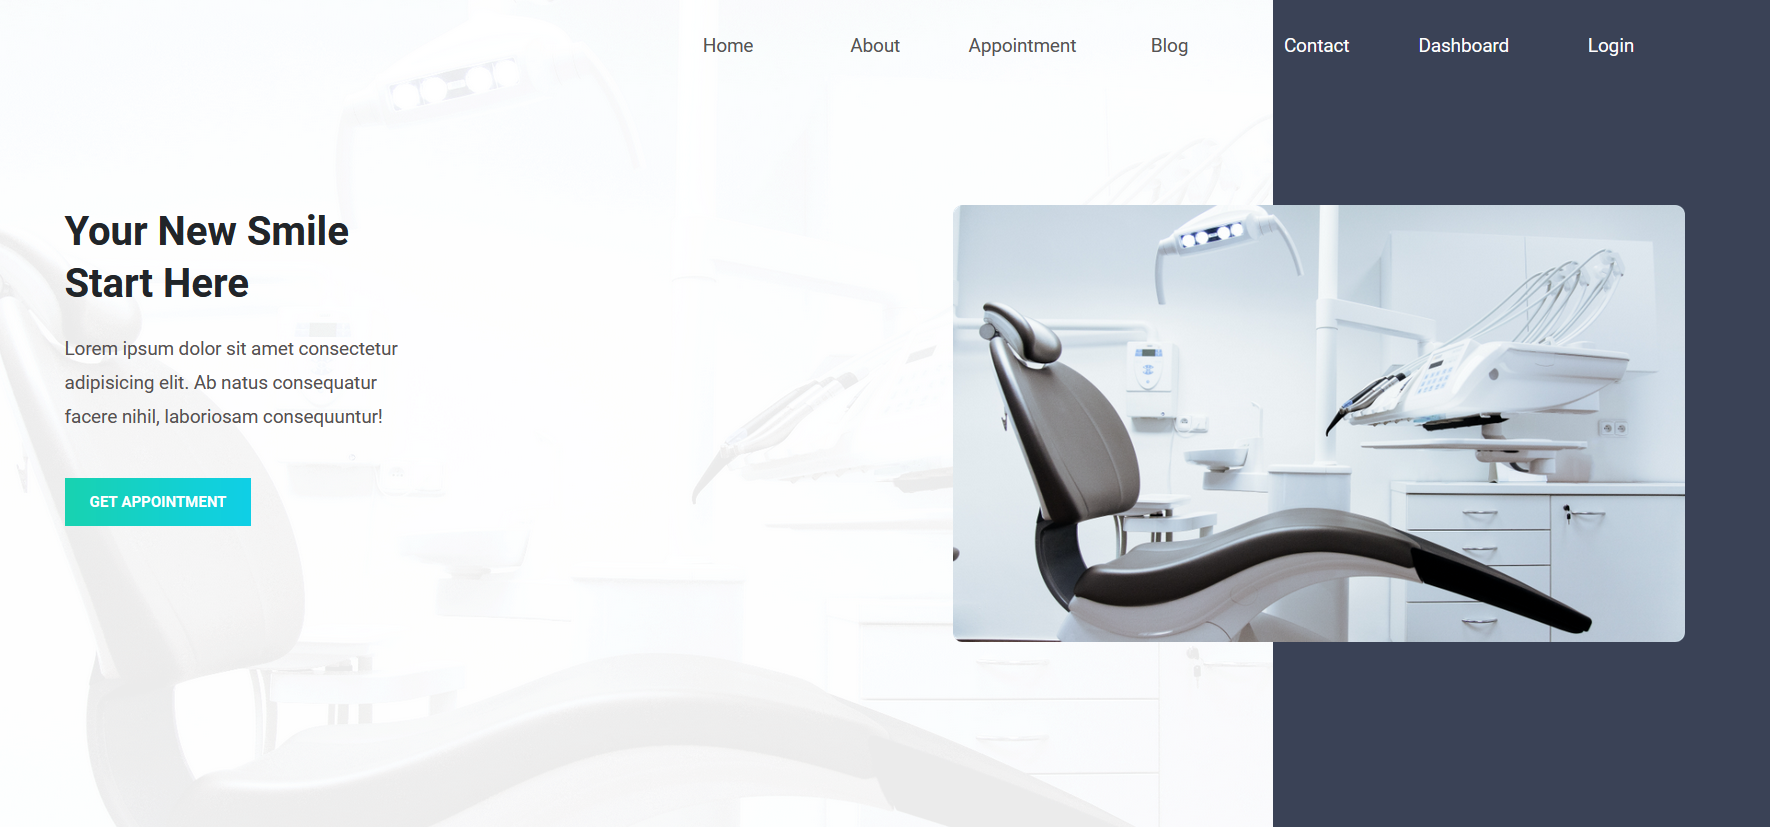 Home About Appointment Blog Contact Dashboard Login
Your New Smile
Start Here
Lorem ipsum dolor sit amet consectetur
adipisicing elit. Ab natus consequatur
facere nihil, laboriosam consequuntur!
GET APPOINTMENT